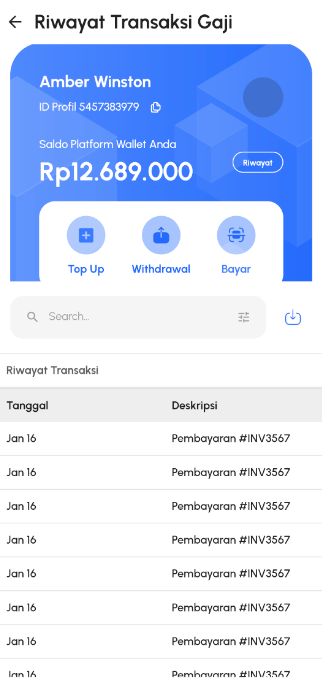 Riwayat Transaksi Gaji
Amber Winston
ID Profil 5457383979
Saldo Platform Wallet Anda
Rp12.689.000
Riwayat
Top Up
Withdrawal
Bayar
Search...
Riwayat Transaksi
Tanggal Deskripsi
Jan 16 Pembayaran #INV3567
Jan 16 Pembayaran #INV3567
Jan 16 Pembayaran #INV3567
Jan 16 Pembayaran #INV3567
Jan 16 Pembayaran #INV3567
Jan 16 Pembayaran #INV3567
Jan 16 Pembayaran #INV3567
Jan 16 Pembayaran #INV3567